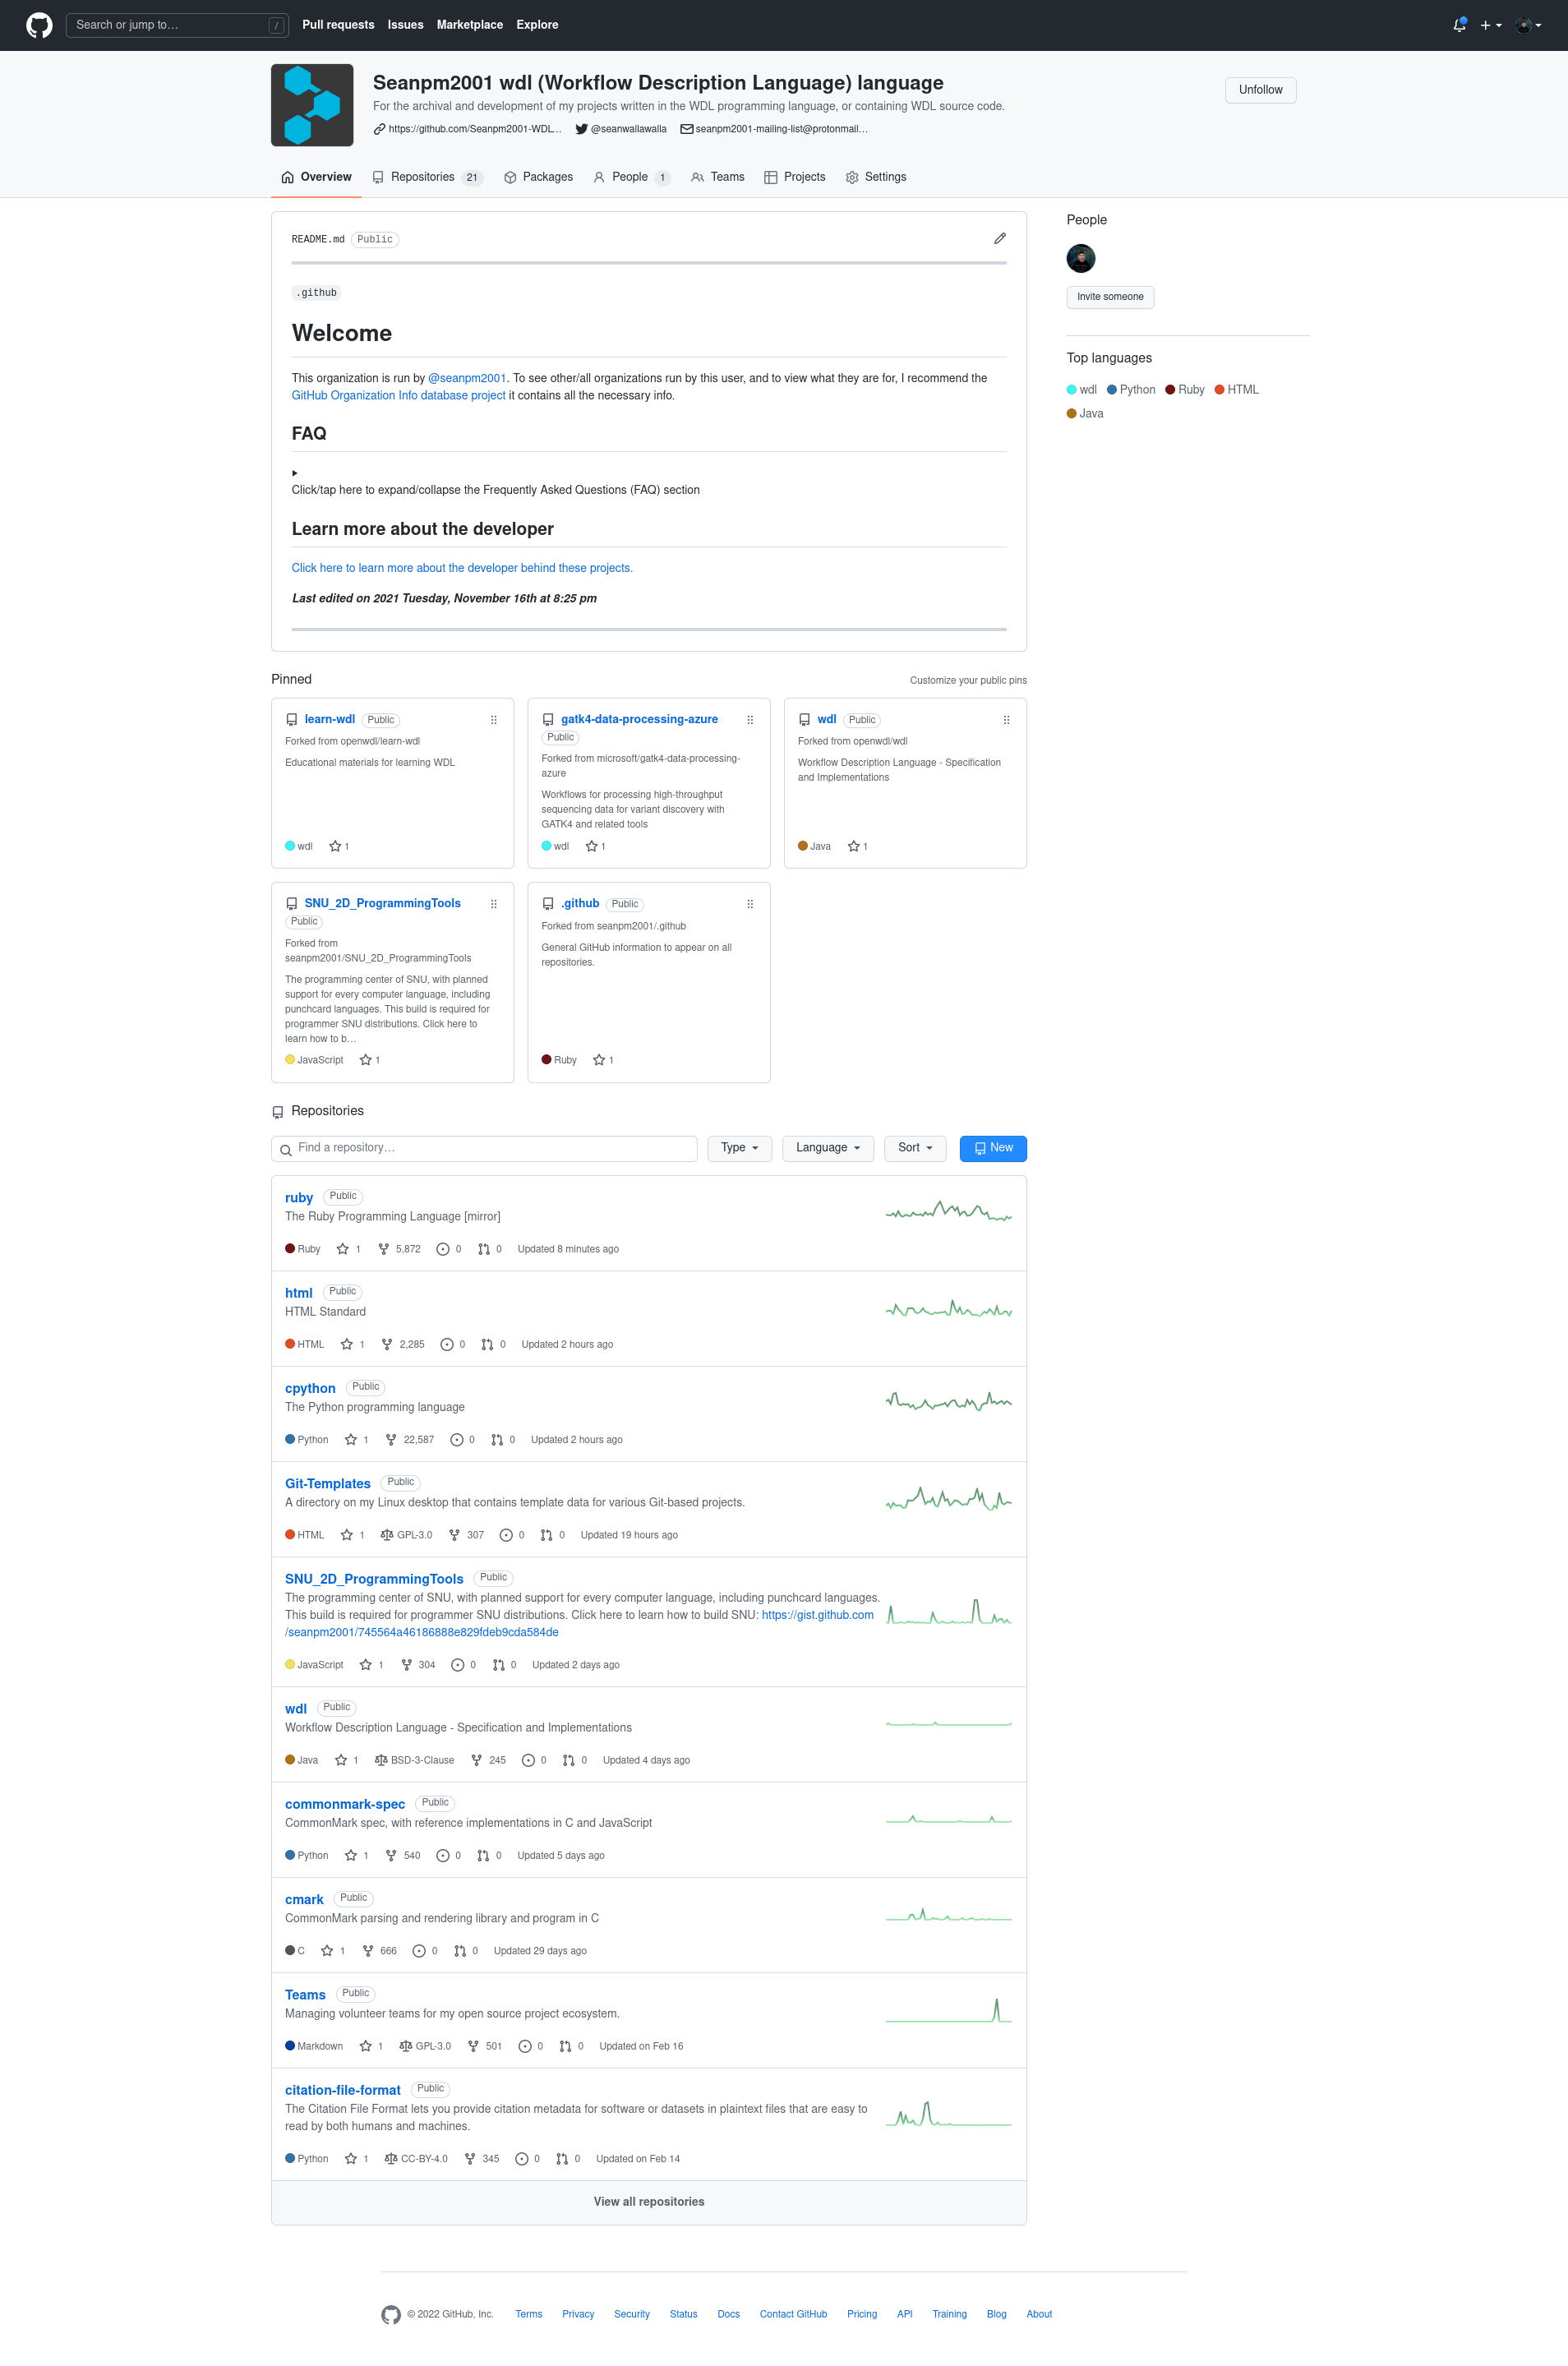 Search or jump to… /
Pull requests Issues Marketplace Explore
Seanpm2001 wdl (Workflow Description Language) language
For the archival and development of my projects written in the WDL programming language, or containing WDL source code.
https://github.com/Seanpm2001-WDL… @seanwallawalla seanpm2001-mailing-list@protonmail…
Unfollow
Overview Repositories 21 Packages People 1 Teams Projects Settings
README.md Public
.github
Welcome
This organization is run by @seanpm2001. To see other/all organizations run by this user, and to view what they are for, I recommend the
GitHub Organization Info database project it contains all the necessary info.
FAQ
Click/tap here to expand/collapse the Frequently Asked Questions (FAQ) section
Learn more about the developer
Click here to learn more about the developer behind these projects.
Last edited on 2021 Tuesday, November 16th at 8:25 pm
People
Invite someone
Top languages
wdl Python Ruby HTML
Java
Pinned
Customize your public pins
learn-wdl Public
Forked from openwdl/learn-wdl
Educational materials for learning WDL
wdl 1
gatk4-data-processing-azure
Public
Forked from microsoft/gatk4-data-processing-
azure
Workflows for processing high-throughput
sequencing data for variant discovery with
GATK4 and related tools
wdl 1
wdl Public
Forked from openwdl/wdl
Workflow Description Language - Specification
and Implementations
Java 1
SNU_2D_ProgrammingTools
Public
Forked from
seanpm2001/SNU_2D_ProgrammingTools
The programming center of SNU, with planned
support for every computer language, including
punchcard languages. This build is required for
programmer SNU distributions. Click here to
learn how to b…
JavaScript 1
.github Public
Forked from seanpm2001/.github
General GitHub information to appear on all
repositories.
Ruby 1
Repositories
Find a repository… Type Language Sort New
ruby Public
The Ruby Programming Language [mirror]
Ruby 1 5,872 0 0 Updated 8 minutes ago
html Public
HTML Standard
HTML 1 2,285 0 0 Updated 2 hours ago
cpython Public
The Python programming language
Python 1 22,587 0 0 Updated 2 hours ago
Git-Templates Public
A directory on my Linux desktop that contains template data for various Git-based projects.
HTML 1 GPL-3.0 307 0 0 Updated 19 hours ago
SNU_2D_ProgrammingTools Public
The programming center of SNU, with planned support for every computer language, including punchcard languages.
This build is required for programmer SNU distributions. Click here to learn how to build SNU: https://gist.github.com
/seanpm2001/745564a46186888e829fdeb9cda584de
JavaScript 1 304 0 0 Updated 2 days ago
wdl Public
Workflow Description Language - Specification and Implementations
Java 1 BSD-3-Clause 245 0 0 Updated 4 days ago
commonmark-spec Public
CommonMark spec, with reference implementations in C and JavaScript
Python 1 540 0 0 Updated 5 days ago
cmark Public
CommonMark parsing and rendering library and program in C
C 1 666 0 0 Updated 29 days ago
Teams Public
Managing volunteer teams for my open source project ecosystem.
Markdown 1 GPL-3.0 501 0 0 Updated on Feb 16
citation-file-format Public
The Citation File Format lets you provide citation metadata for software or datasets in plaintext files that are easy to
read by both humans and machines.
Python 1 CC-BY-4.0 345 0 0 Updated on Feb 14
View all repositories
© 2022 GitHub, Inc. Terms Privacy Security Status Docs Contact GitHub Pricing API Training Blog About